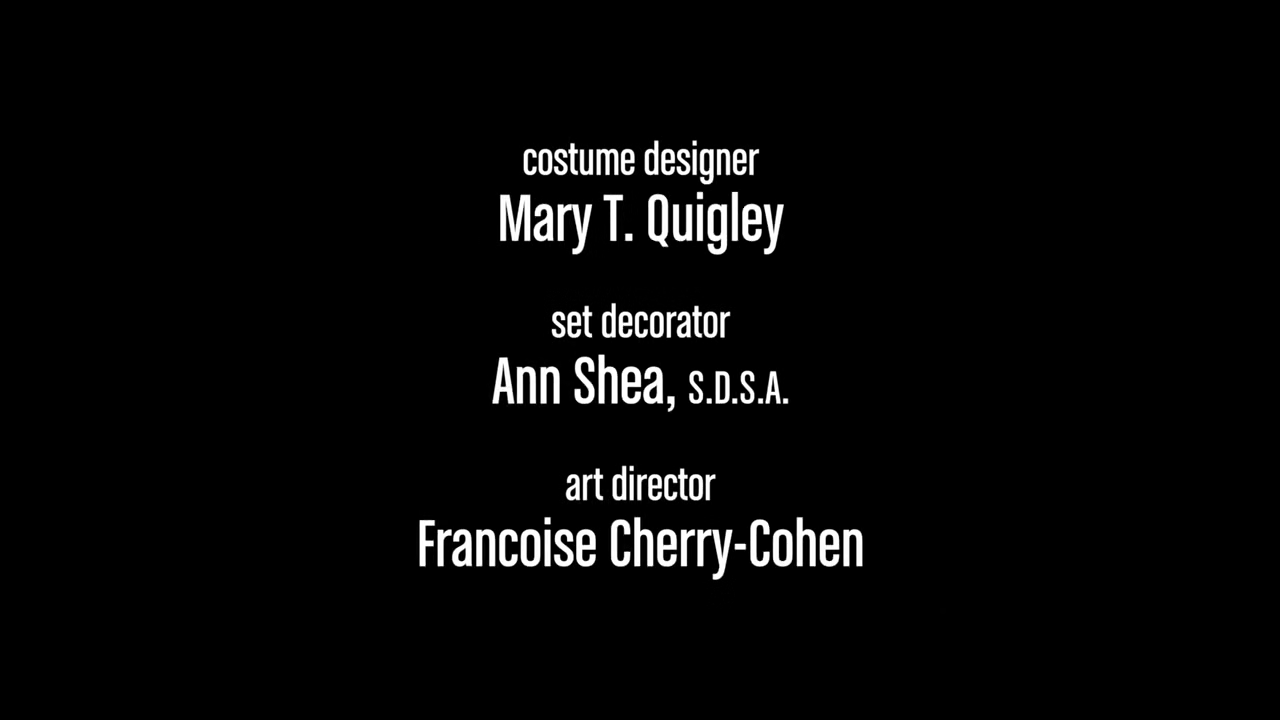 costume designer
Mary T. Quigley
set decorator
Ann Shea, S.D.S.A.
art director
Francoise Cherry-Cohen